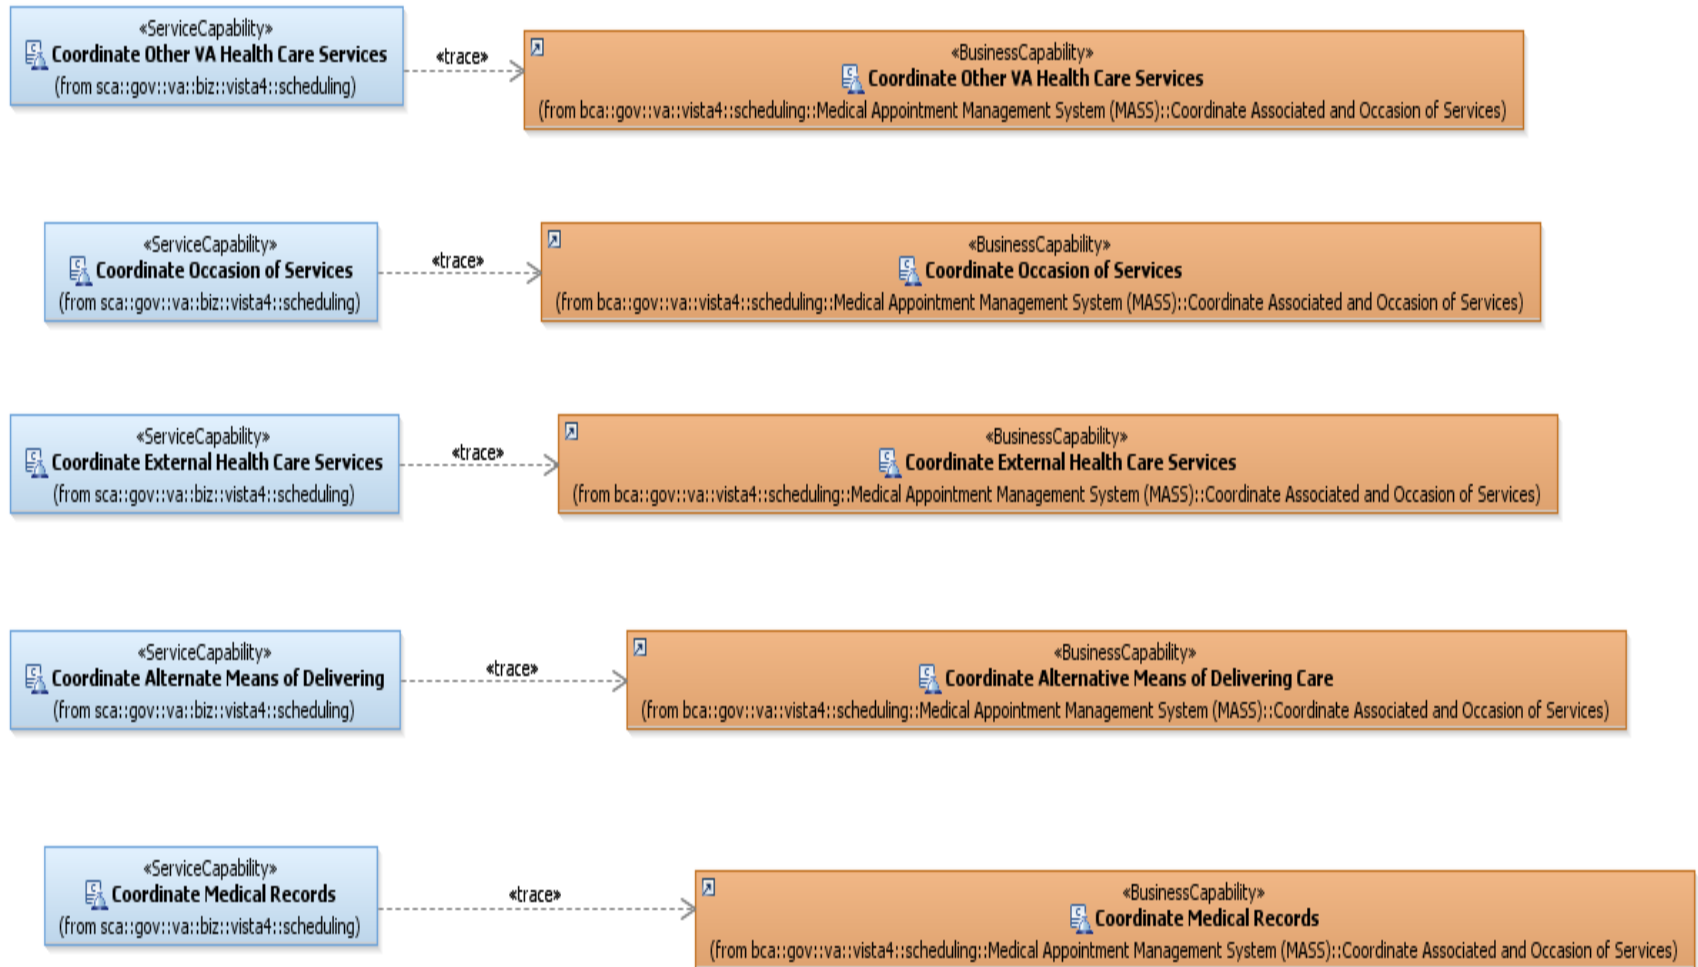 «ServiceCapability»
Coordinate Other VA Health Care Services
(from sca::gov::va::biz::vista4::scheduling)
«trace»
«BusinessCapability»
Coordinate Other VA Health Care Services
(from bca::gov::va::vista4::scheduling::Medical Appointment Management System (MASS)::Coordinate Associated and Occasion of Services)
«ServiceCapability»
Coordinate Occasion of Services
(from sca::gov::va::biz::vista4::scheduling)
«trace»
«BusinessCapability»
Coordinate Occasion of Services
(from bca::gov::va::vista4::scheduling::Medical Appointment Management System (MASS)::Coordinate Associated and Occasion of Services)
«ServiceCapability»
Coordinate External Health Care Services
(from sca::gov::va::biz::vista4::scheduling)
«trace»
«BusinessCapability»
Coordinate External Health Care Services
(from bca::gov::va::vista4::scheduling::Medical Appointment Management System (MASS)::Coordinate Associated and Occasion of Services)
«ServiceCapability»
Coordinate Alternate Means of Delivering
(from sca::gov::va::biz::vista4::scheduling)
«trace»
«BusinessCapability»
Coordinate Alternative Means of Delivering Care
(from bca::gov::va::vista4::scheduling::Medical Appointment Management System (MASS)::Coordinate Associated and Occasion of Services)
«ServiceCapability»
Coordinate Medical Records
(from sca::gov::va::biz::vista4::scheduling)
«trace»
«BusinessCapability»
Coordinate Medical Records
(from bca::gov::va::vista4::scheduling::Medical Appointment Management System (MASS)::Coordinate Associated and Occasion of Services)